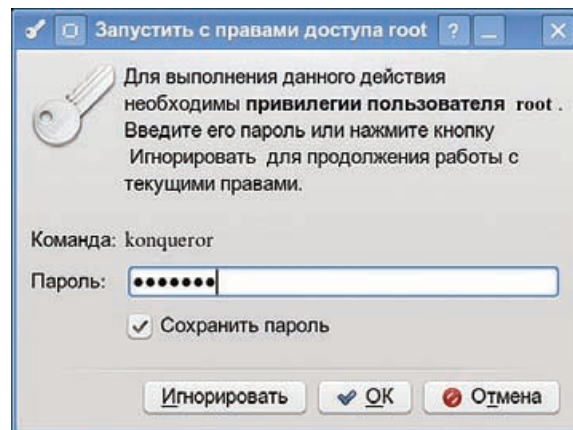 Запустить с правами доступа root ?
Для выполнения данного действия
необходимы привилегии пользователя root .
Введите его пароль или нажмите кнопку
Игнорировать для продолжения работы с
текущими правами.
Команда: konqueror
Пароль: •••••••
Сохранить пароль
Игнорировать OK Отмена